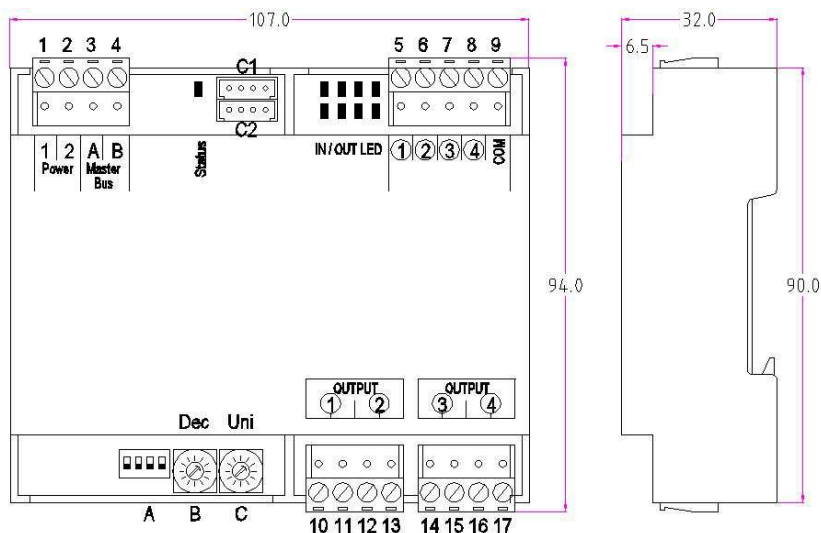 107.0
32.0
6.5
1 2 3 4
5 6 7 8 9
C1
C2
1 2 A B
Power Master
Bus
Status
IN / OUT LED
1 2 3 4 COM
94.0
90.0
OUTPUT OUTPUT
1 2 3 4
Dec Uni
A B C
10 11 12 13
14 15 16 17